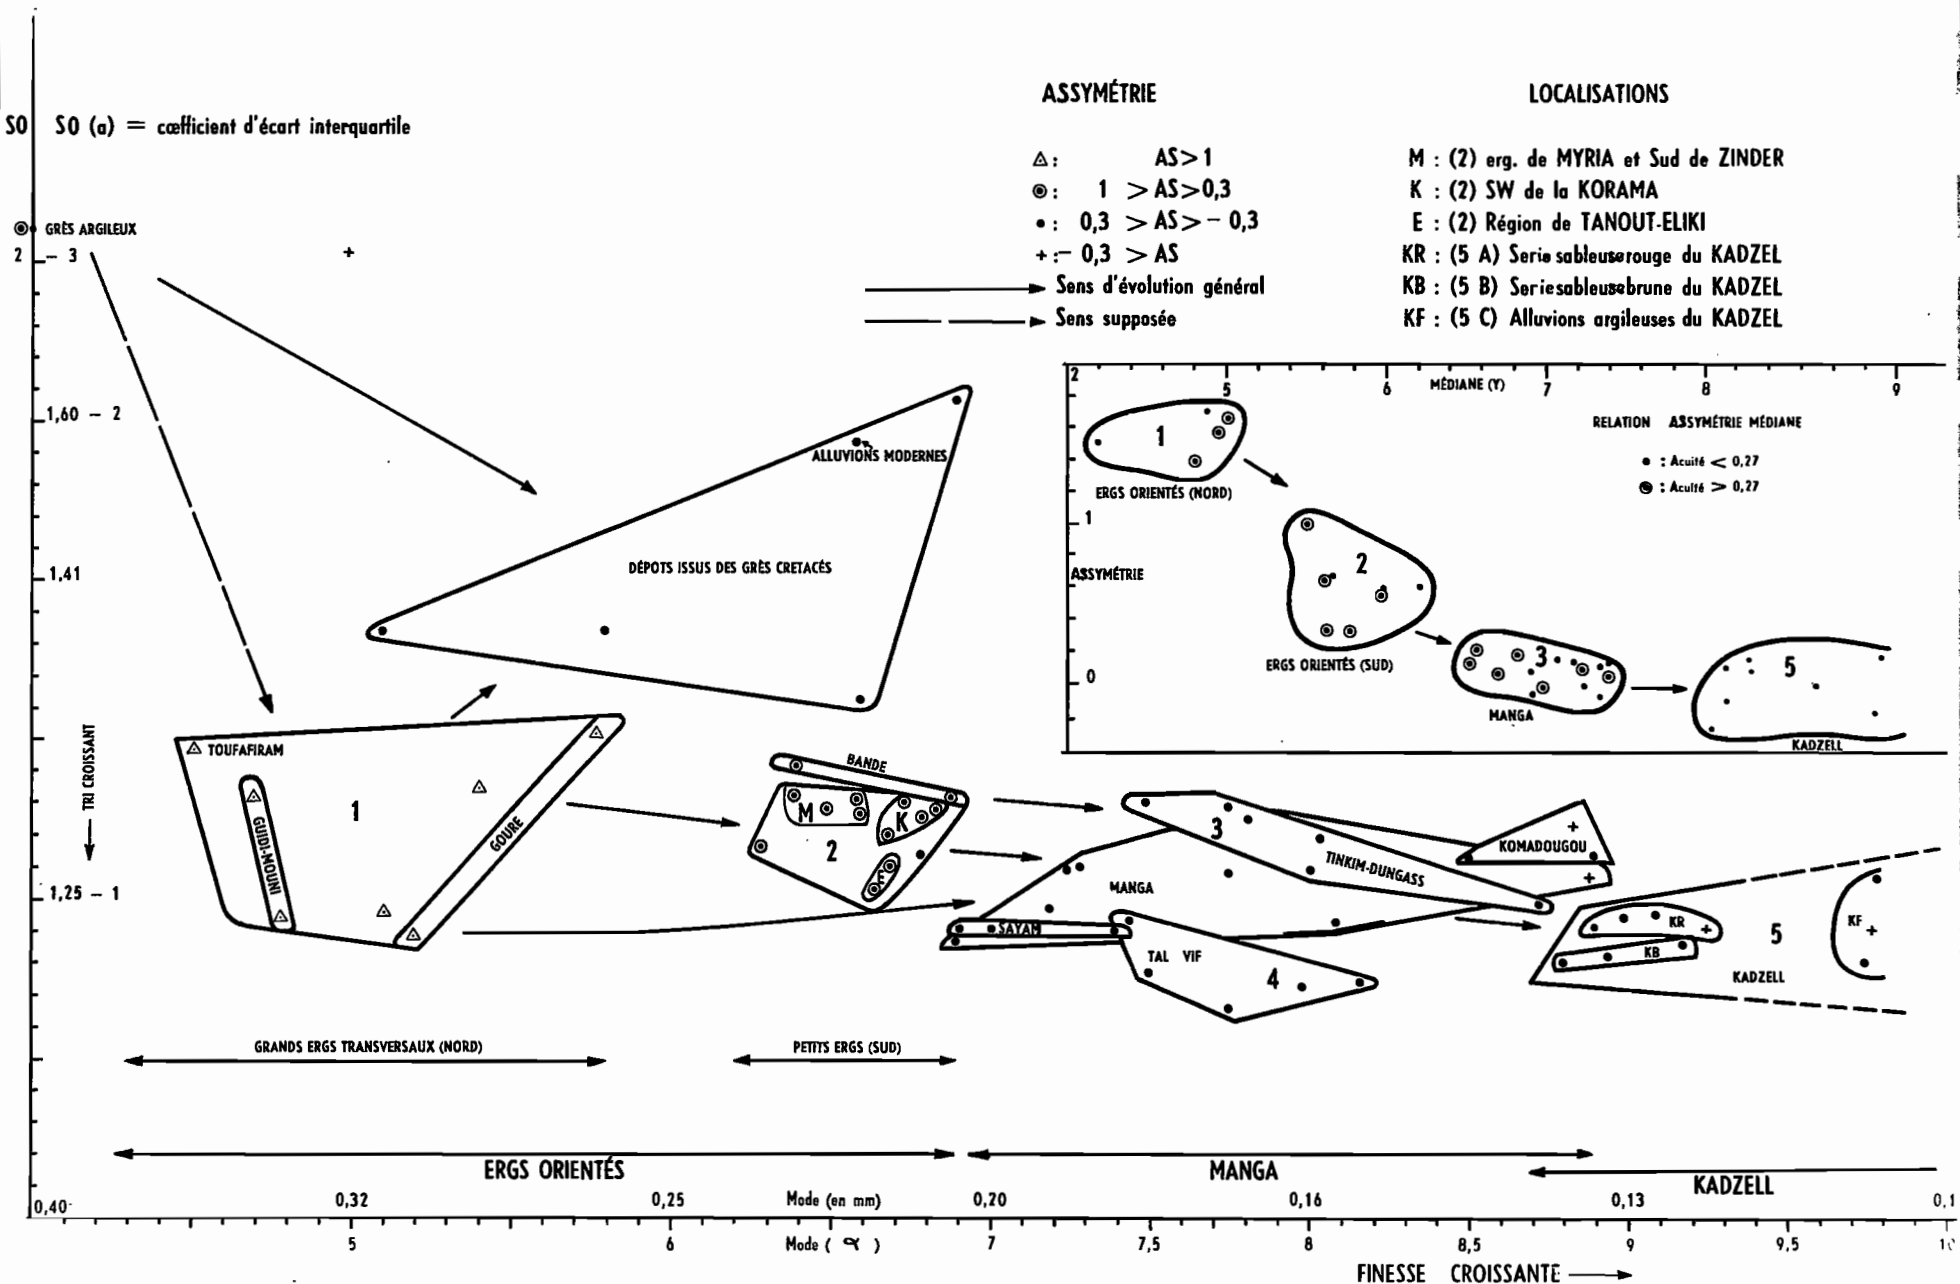 SO
SO (a) = cœfficient d'écart interquartile
GRÈS ARGILEUX
2 – 3
1,60 – 2
1,41
1,25 – 1
TRI CROISSANT
ASSYMÉTRIE
AS>1
1 > AS>0,3
0,3 > AS>– 0,3
+ :– 0,3 > AS
Sens d'évolution général
Sens supposée
LOCALISATIONS
M : (2) erg. de MYRIA et Sud de ZINDER
K : (2) SW de la KORAMA
E : (2) Région de TANOUT-ELIKI
KR : (5 A) Serie sableuse rouge du KADZEL
KB : (5 B) Serie sableuse brune du KADZEL
KF : (5 C) Alluvions argileuses du KADZEL
2
5
6
7
8
9
MÉDIANE (Y)
RELATION ASSYMÉTRIE MÉDIANE
: Acuité < 0,27
: Acuité > 0,27
1
ERGS ORIENTÉS (NORD)
1
2
ASSYMÉTRIE
ERGS ORIENTÉS (SUD)
0
3
MANGA
5
KADZELL
ALLUVIONS MODERNES
DÉPOTS ISSUS DES GRÈS CRETACÉS
TOUFAFIRAM
1
GUIDI-MOUNI
GOURE
BANDE
M
K
2
E
3
TINKIM-DUNGASS
KOMADOUGOU
MANGA
SAYAM
TAL VIF
4
KR
KB
KF
5
KADZELL
GRANDS ERGS TRANSVERSAUX (NORD)
PETITS ERGS (SUD)
ERGS ORIENTÉS
MANGA
KADZELL
0,40
0,32
0,25
Mode (en mm)
0,20
0,16
0,13
0,1
5
6
Mode ( α )
7
7,5
8
8,5
9
9,5
10
FINESSE CROISSANTE